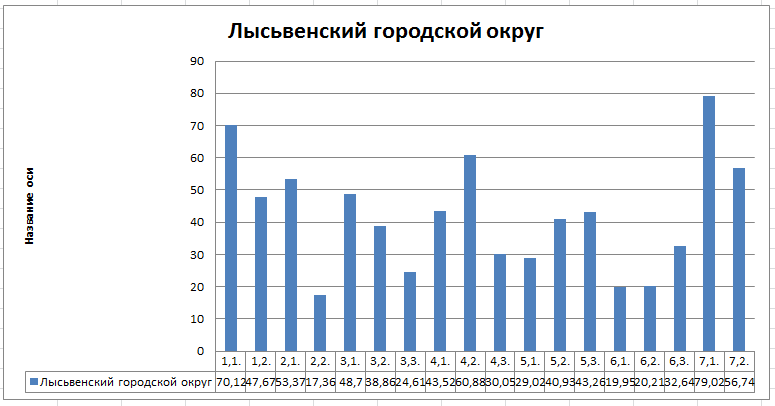 Лысьвенский городской округ
90
80
70
60
50
40
30
20
10
0
Название оси
1,1. 1,2. 2,1. 2,2. 3,1. 3,2. 3,3. 4,1. 4,2. 4,3. 5,1. 5,2. 5,3. 6,1. 6,2. 6,3. 7,1. 7,2.
Лысьвенский городской округ 70,12 47,67 53,37 17,36 48,7 38,86 24,61 43,52 60,88 30,05 29,02 40,93 43,26 19,95 20,21 32,64 79,02 56,74